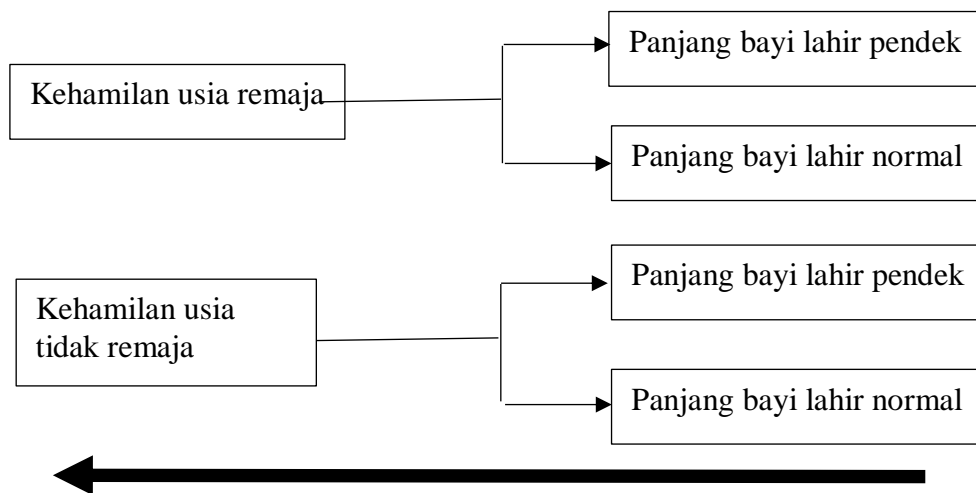 Kehamilan usia remaja
Panjang bayi lahir pendek
Panjang bayi lahir normal
Kehamilan usia
tidak remaja
Panjang bayi lahir pendek
Panjang bayi lahir normal